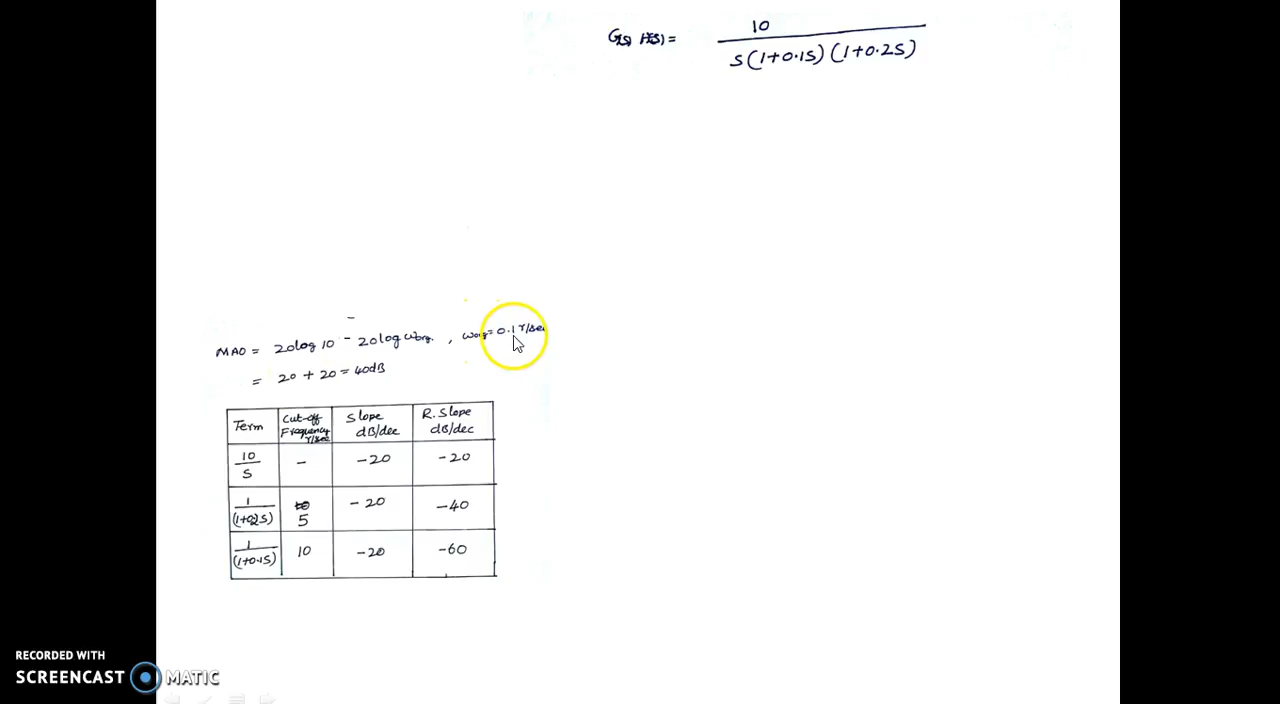 G(s) H(s) = 10
s(1+0.1s) (1+0.2s)
MAO = 20log 10 - 20log ωorg. , ωorg= 0.1 r/sec
= 20 + 20 = 40dB
Term Cut-off Frequency r/sec Slope dB/dec R. Slope dB/dec
10/s - -20 -20
1/(1+0.2s) 5 -20 -40
1/(1+0.1s) 10 -20 -60
RECORDED WITH
SCREENCAST MATIC